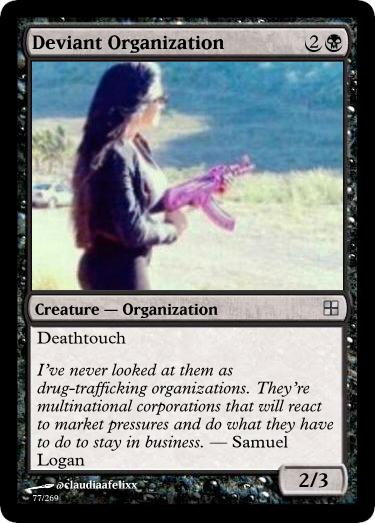 Deviant Organization 2
Creature — Organization
Deathtouch
I've never looked at them as
drug-trafficking organizations. They're
multinational corporations that will react
to market pressures and do what they have
to do to stay in business. — Samuel
Logan
@claudiaafelixx
2/3
77/269